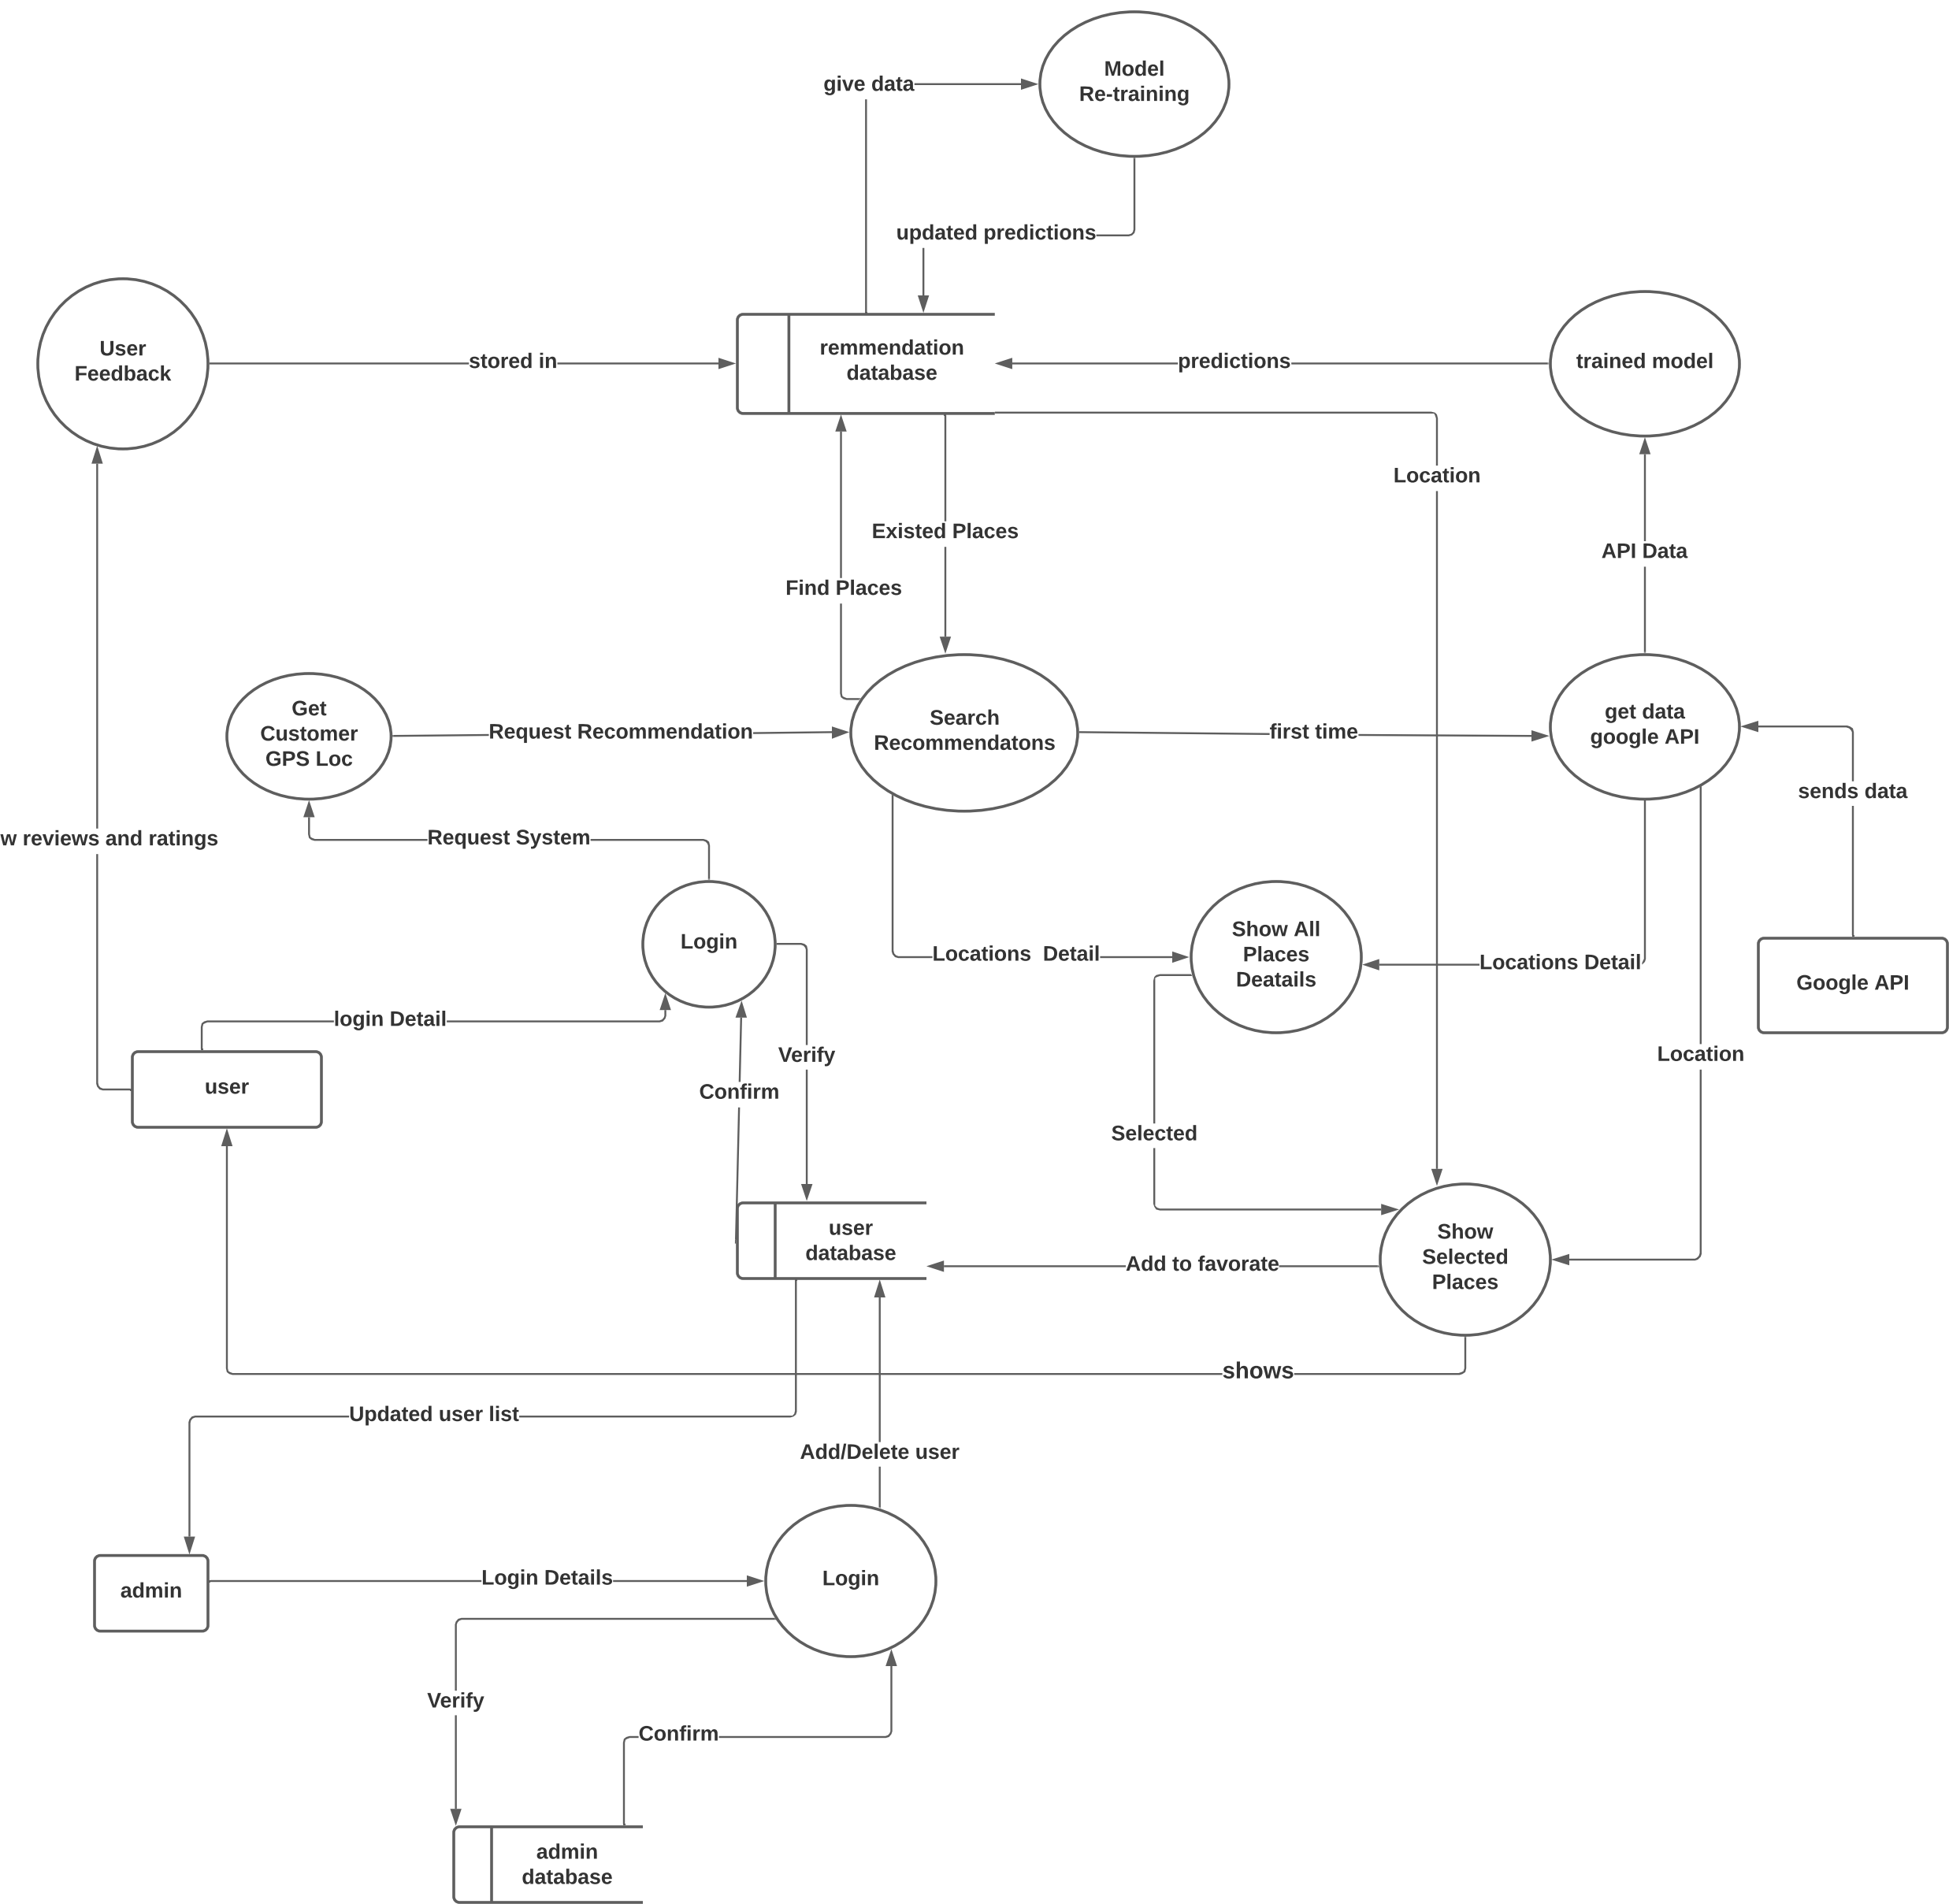 Model
Re-training
give data
updated predictions
User
Feedback
stored in
remmendation
database
predictions
trained model
Location
Existed Places
API Data
Find Places
Get
Customer
GPS Loc
Request Recommendation
Search
Recommendatons
first time
get data
google API
sends data
w reviews and ratings
Request System
Login
Show All
Places
Deatails
Locations Detail
Locations Detail
Google API
login Detail
Verify
Location
user
Confirm
Selected
user
database
Add to favorate
Show
Selected
Places
shows
Updated user list
Add/Delete user
admin
Login Details
Login
Verify
Confirm
admin
database